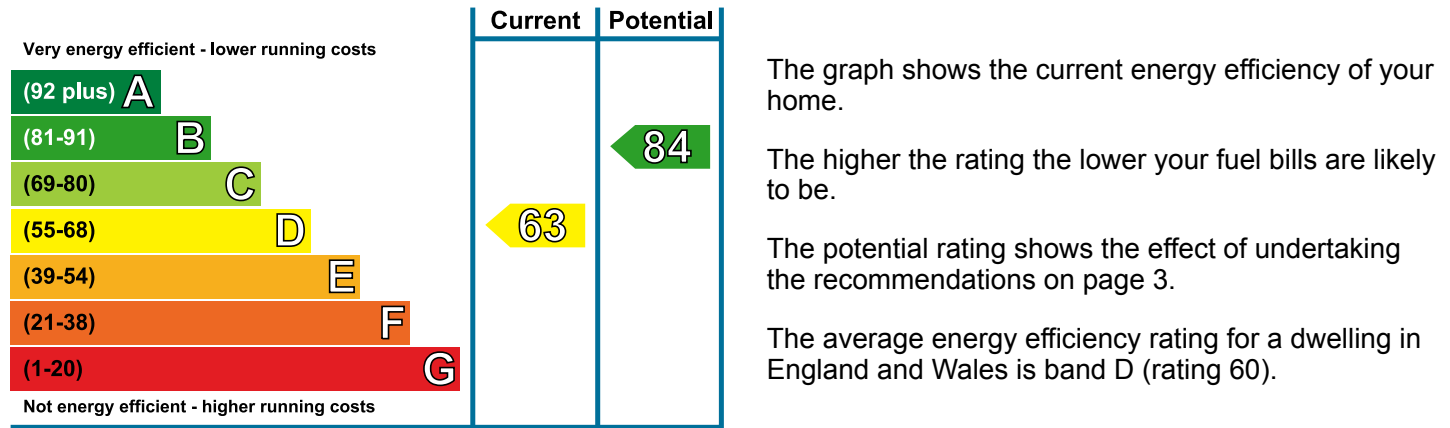 Current Potential
Very energy efficient - lower running costs
(92 plus) A
(81-91) B
84
(69-80) C
(55-68) D
63
(39-54) E
(21-38) F
(1-20) G
Not energy efficient - higher running costs
The graph shows the current energy efficiency of your
home.
The higher the rating the lower your fuel bills are likely
to be.
The potential rating shows the effect of undertaking
the recommendations on page 3.
The average energy efficiency rating for a dwelling in
England and Wales is band D (rating 60).